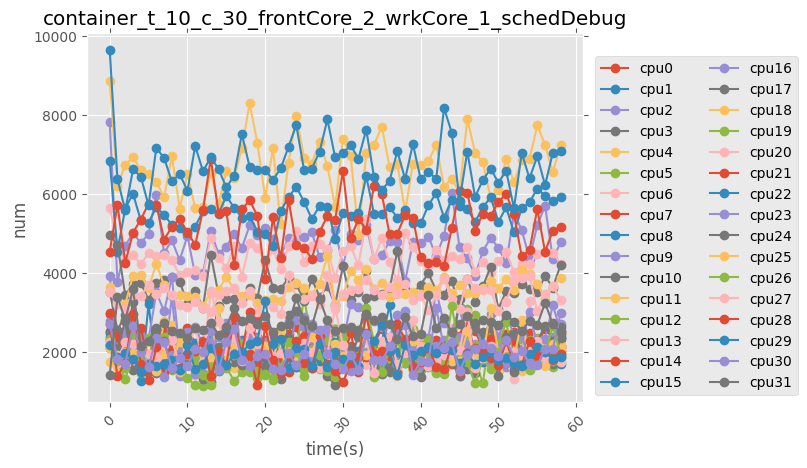 container_t_10_c_30_frontCore_2_wrkCore_1_schedDebug
num
10000
8000
6000
4000
2000
0
10
20
30
40
50
60
time(s)
cpu0
cpu1
cpu2
cpu3
cpu4
cpu5
cpu6
cpu7
cpu8
cpu9
cpu10
cpu11
cpu12
cpu13
cpu14
cpu15
cpu16
cpu17
cpu18
cpu19
cpu20
cpu21
cpu22
cpu23
cpu24
cpu25
cpu26
cpu27
cpu28
cpu29
cpu30
cpu31